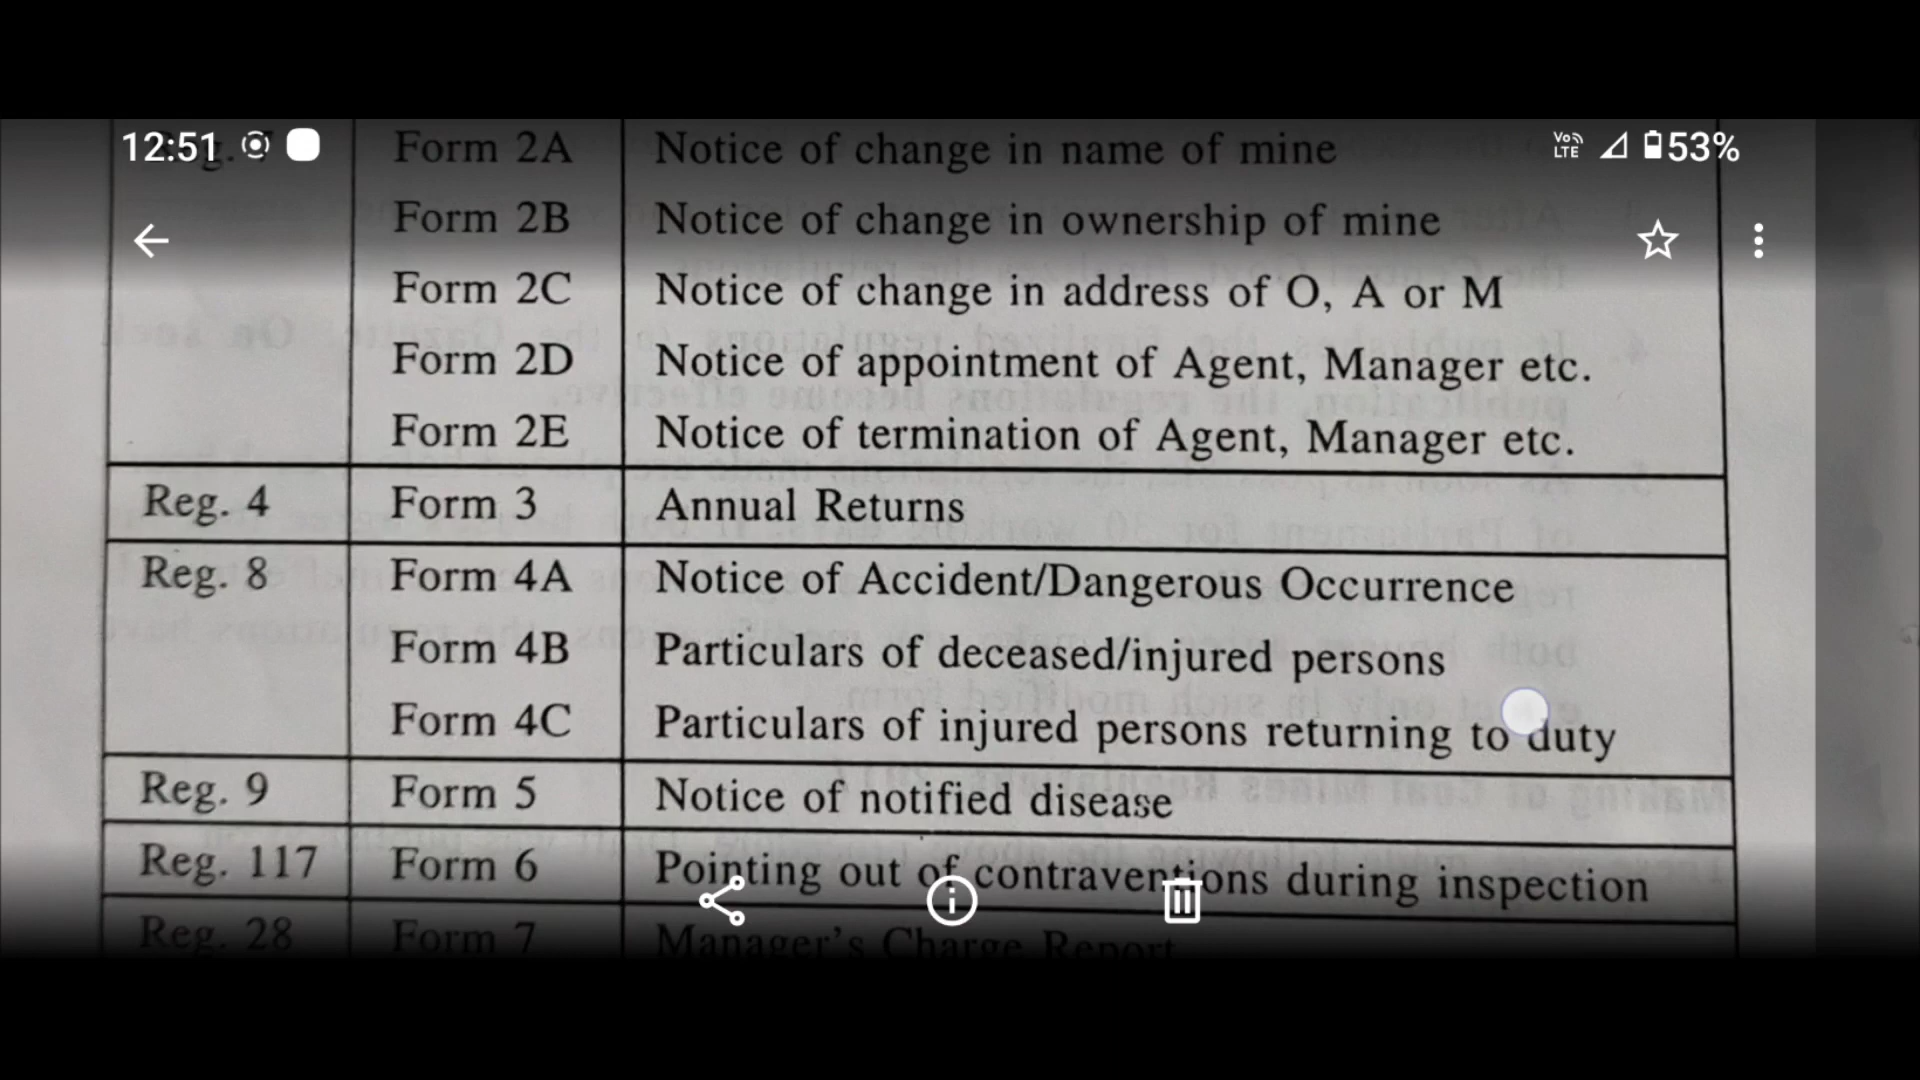 12:51 VoLTE 53%
Form 2A Notice of change in name of mine
Form 2B Notice of change in ownership of mine
Form 2C Notice of change in address of O, A or M
Form 2D Notice of appointment of Agent, Manager etc.
Form 2E Notice of termination of Agent, Manager etc.
Reg. 4 Form 3 Annual Returns
Reg. 8 Form 4A Notice of Accident/Dangerous Occurrence
Form 4B Particulars of deceased/injured persons
Form 4C Particulars of injured persons returning to duty
Reg. 9 Form 5 Notice of notified disease
Reg. 117 Form 6 Pointing out of contraventions during inspection
Reg. 28 Form 7 Manager's Charge Report